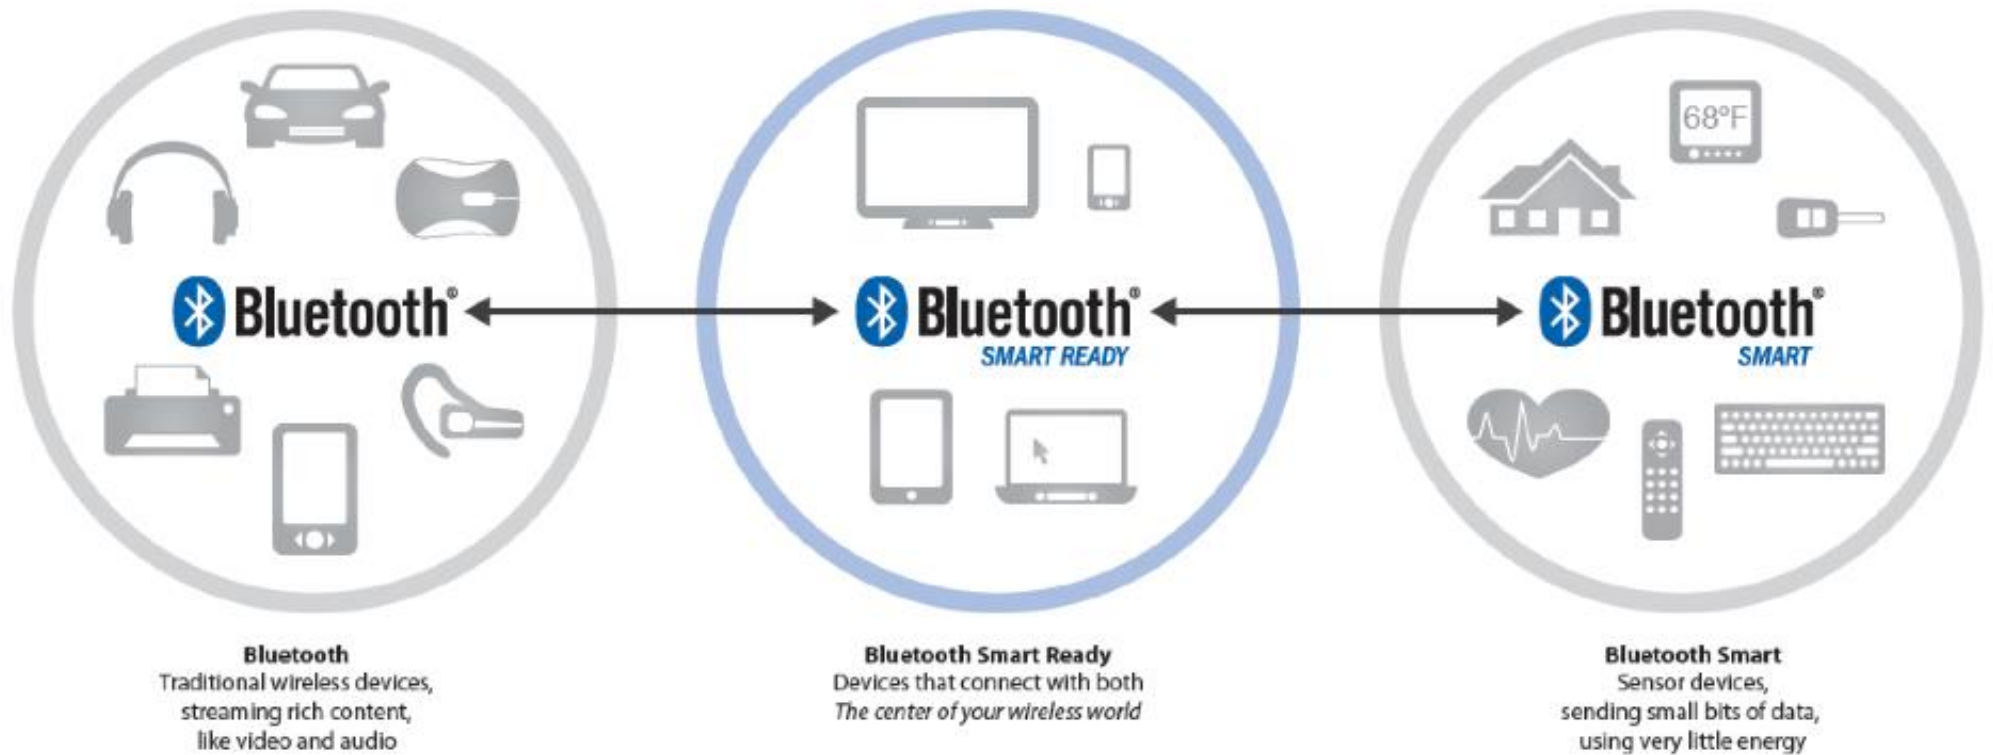 68°F
Bluetooth®
Bluetooth®
SMART READY
Bluetooth®
SMART
Bluetooth
Traditional wireless devices,
streaming rich content,
like video and audio
Bluetooth Smart Ready
Devices that connect with both
The center of your wireless world
Bluetooth Smart
Sensor devices,
sending small bits of data,
using very little energy